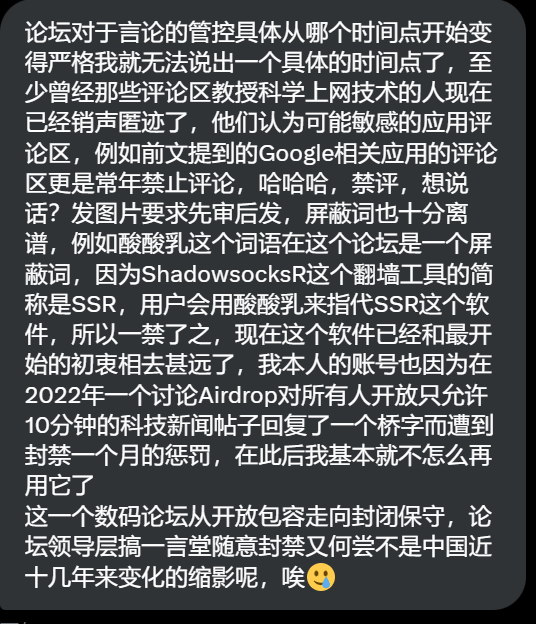 论坛对于言论的管控具体从哪个时间点开始变
得严格我就无法说出一个具体的时间点了，至
少曾经那些评论区教授科学上网技术的人现在
已经销声匿迹了，他们认为可能敏感的应用评
论区，例如前文提到的Google相关应用的评论
区更是常年禁止评论，哈哈哈，禁评，想说
话？发图片要求先审后发，屏蔽词也十分离
谱，例如酸酸乳这个词语在这个论坛是一个屏
蔽词，因为ShadowsocksR这个翻墙工具的简
称是SSR，用户会用酸酸乳来指代SSR这个软
件，所以一禁了之，现在这个软件已经和最开
始的初衷相去甚远了，我本人的账号也因为在
2022年一个讨论Airdrop对所有人开放只允许
10分钟的科技新闻帖子回复了一个桥字而遭到
封禁一个月的惩罚，在此后我基本就不怎么再
用它了
这一个数码论坛从开放包容走向封闭保守，论
坛领导层搞一言堂随意封禁又何尝不是中国近
十几年来变化的缩影呢，唉🥲